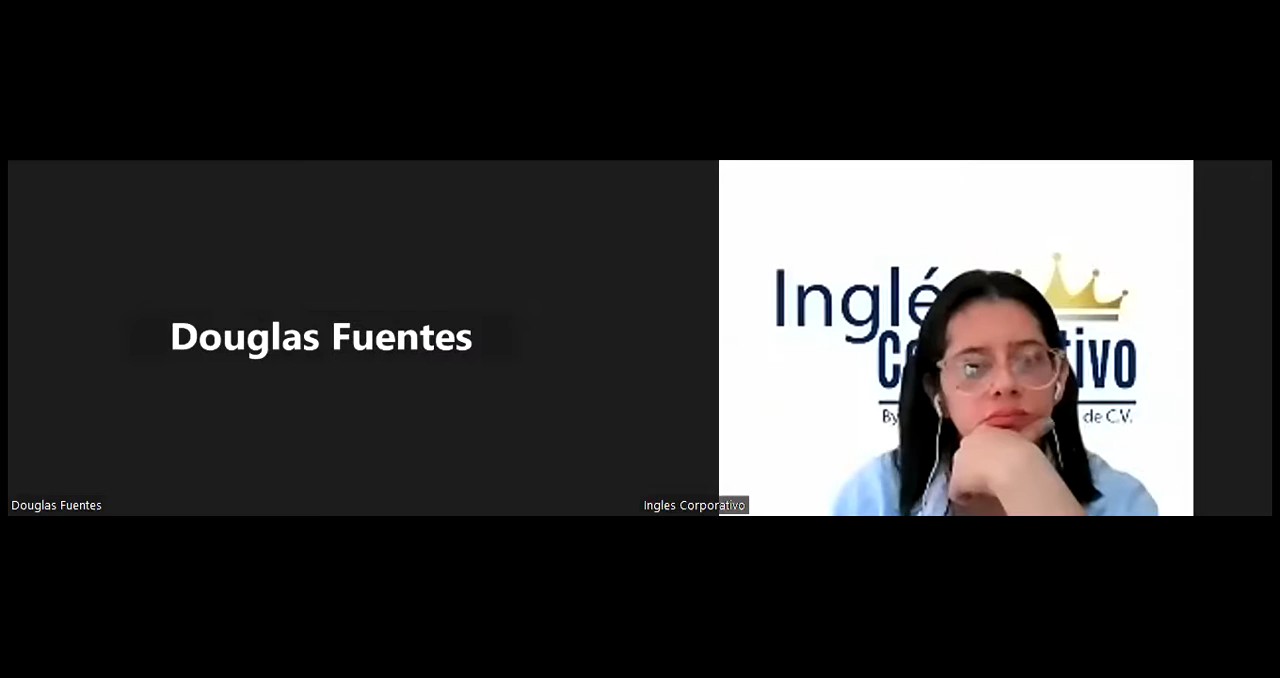 Douglas Fuentes
Douglas Fuentes
Inglé
C tivo
By de C.V.
Ingles Corporativo